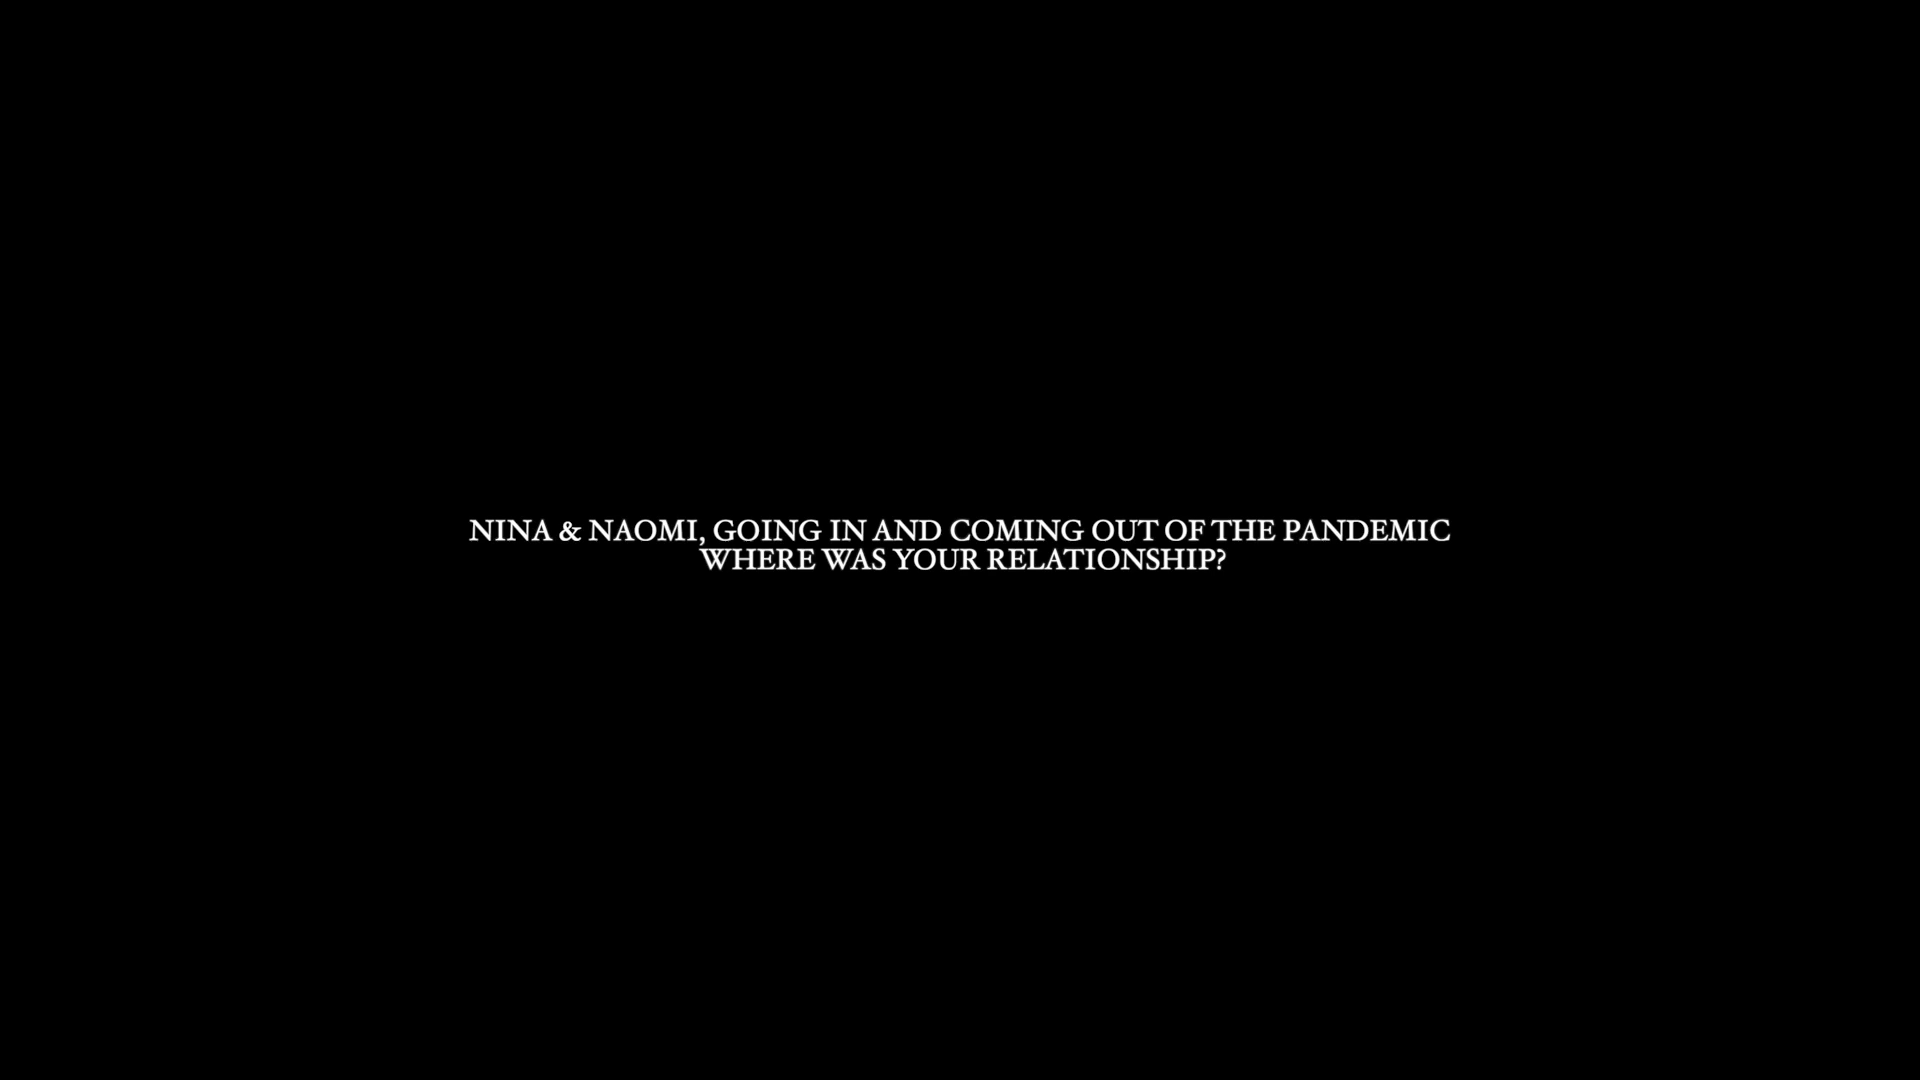 NINA & NAOMI, GOING IN AND COMING OUT OF THE PANDEMIC
WHERE WAS YOUR RELATIONSHIP?